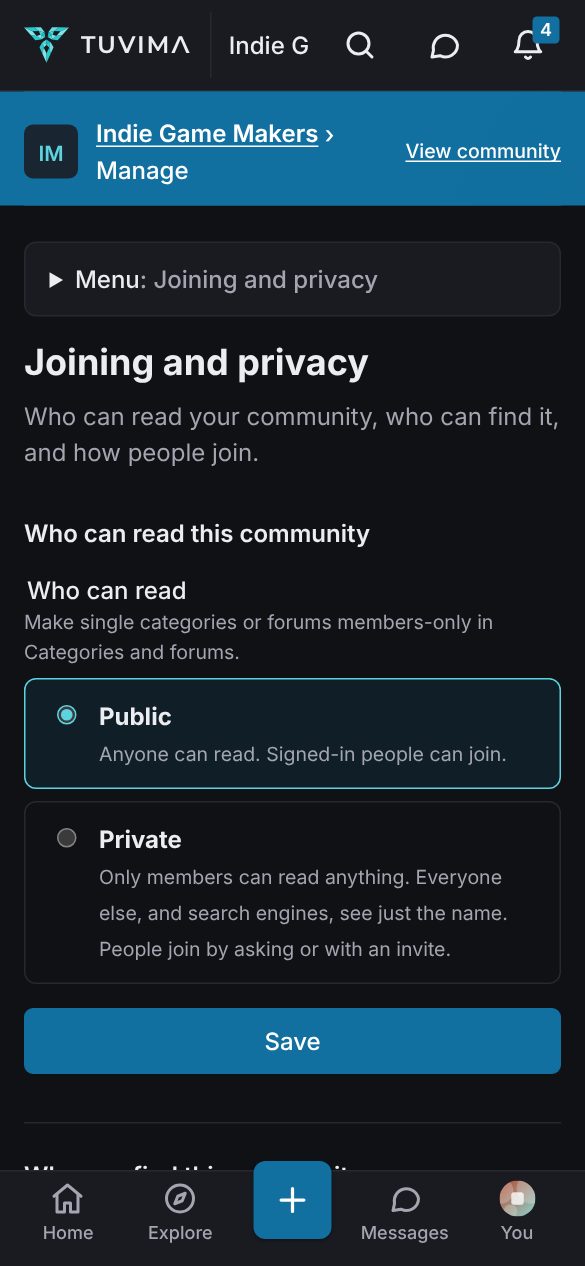 TUVIMA
Indie G
4
IM
Indie Game Makers ›
Manage
View community
Menu: Joining and privacy
Joining and privacy
Who can read your community, who can find it,
and how people join.
Who can read this community
Who can read
Make single categories or forums members-only in
Categories and forums.
Public
Anyone can read. Signed-in people can join.
Private
Only members can read anything. Everyone
else, and search engines, see just the name.
People join by asking or with an invite.
Save
Home
Explore
Messages
You